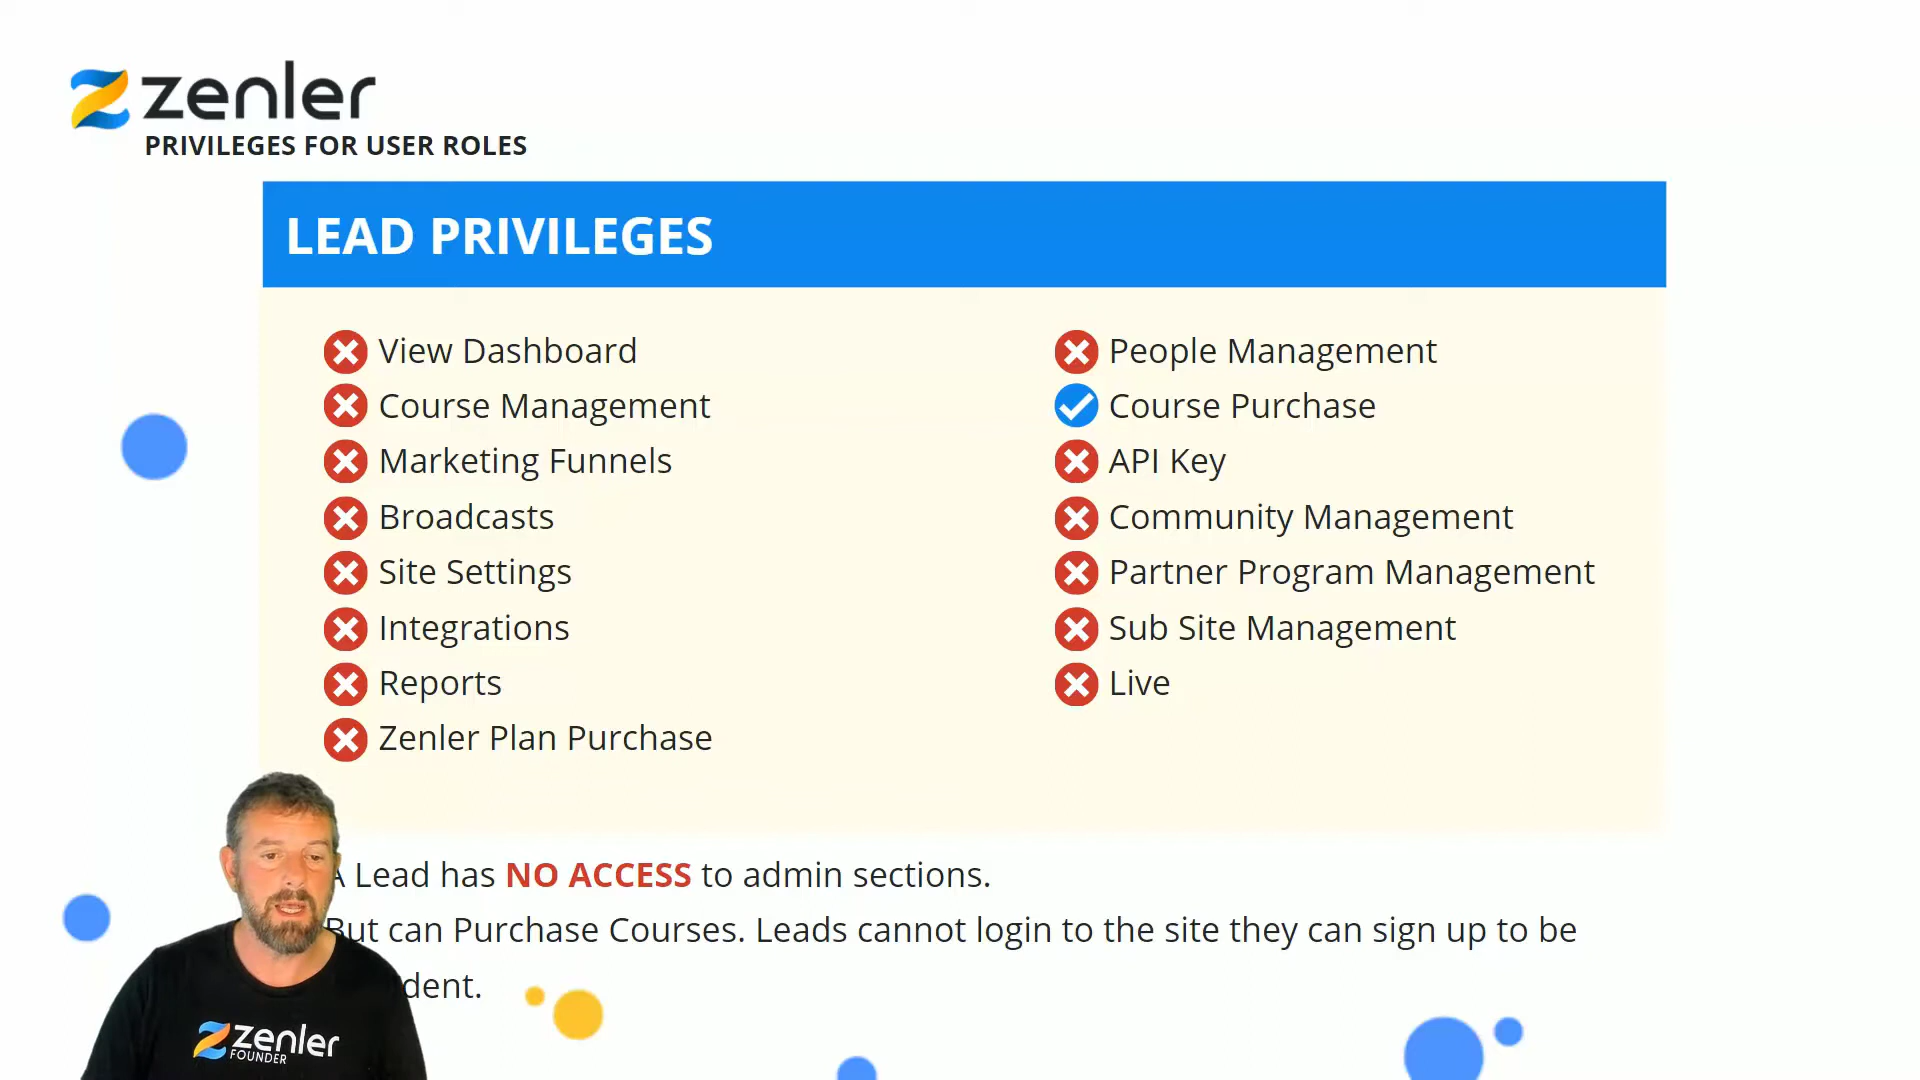 zenler
PRIVILEGES FOR USER ROLES
LEAD PRIVILEGES
View Dashboard
Course Management
Marketing Funnels
Broadcasts
Site Settings
Integrations
Reports
Zenler Plan Purchase
People Management
Course Purchase
API Key
Community Management
Partner Program Management
Sub Site Management
Live
A Lead has NO ACCESS to admin sections.
But can Purchase Courses. Leads cannot login to the site they can sign up to be
dent.
zenler
FOUNDER